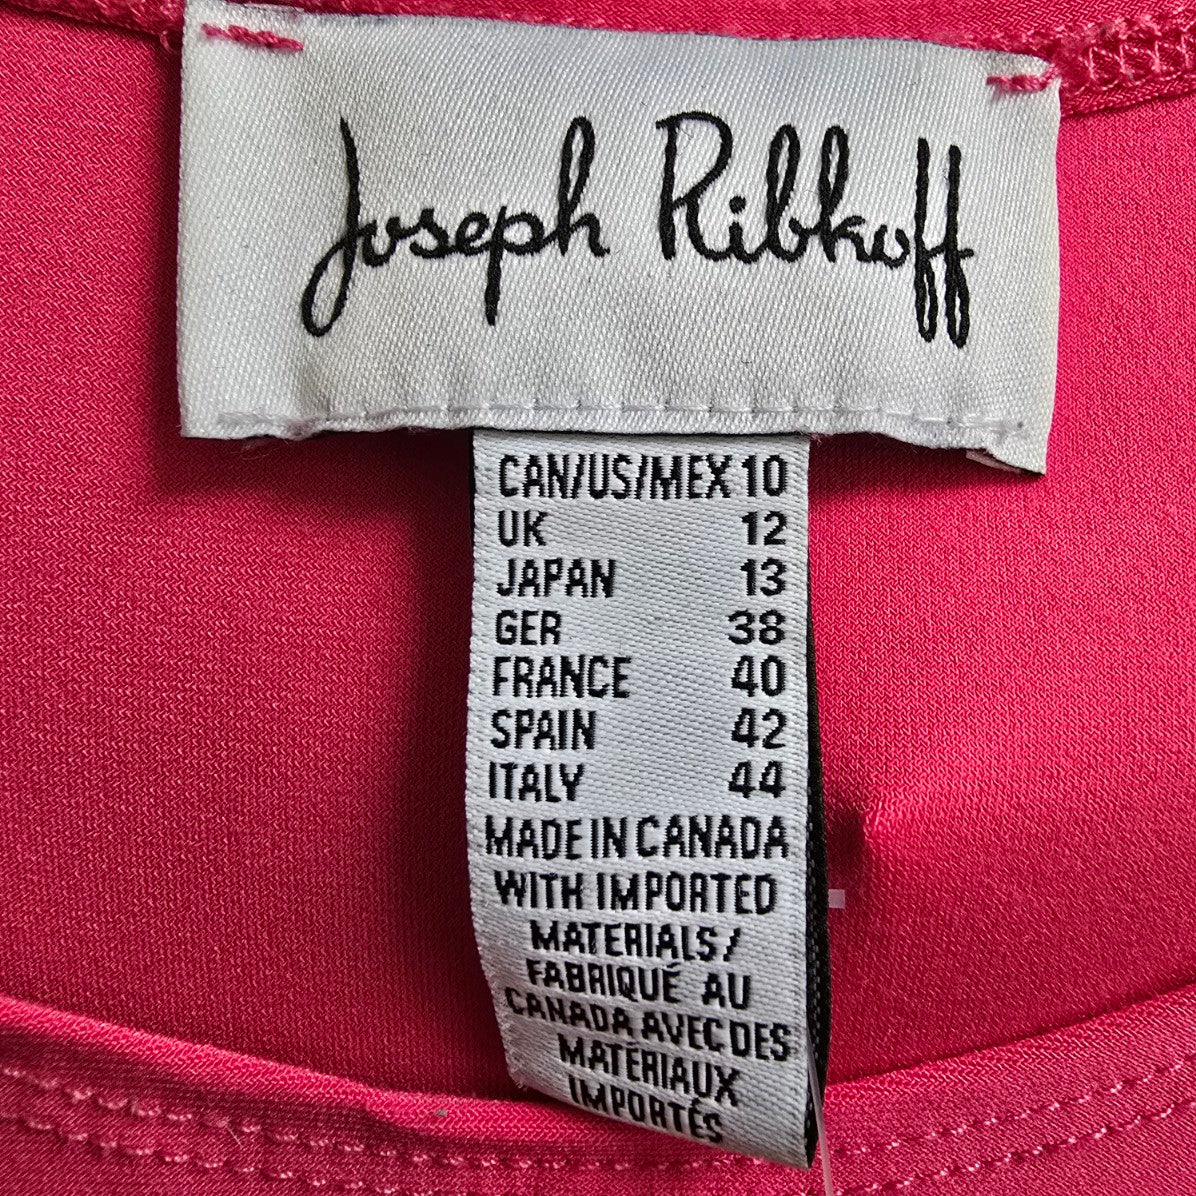 Joseph Ribkoff
CAN/US/MEX 10
UK 12
JAPAN 13
GER 38
FRANCE 40
SPAIN 42
ITALY 44
MADE IN CANADA
WITH IMPORTED
MATERIALS/
FABRIQUÉ AU
CANADA AVEC DES
MATÉRIAUX
IMPORTÉS